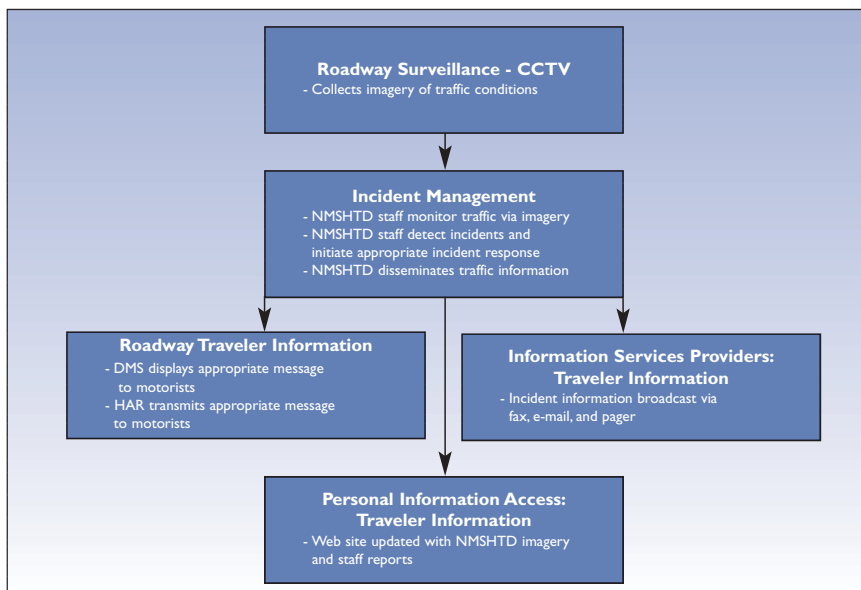 Roadway Surveillance - CCTV
- Collects imagery of traffic conditions
Incident Management
- NMSHTD staff monitor traffic via imagery
- NMSHTD staff detect incidents and
initiate appropriate incident response
- NMSHTD disseminates traffic information
Roadway Traveler Information
- DMS displays appropriate message
to motorists
- HAR transmits appropriate message
to motorists
Information Services Providers:
Traveler Information
- Incident information broadcast via
fax, e-mail, and pager
Personal Information Access:
Traveler Information
- Web site updated with NMSHTD imagery
and staff reports